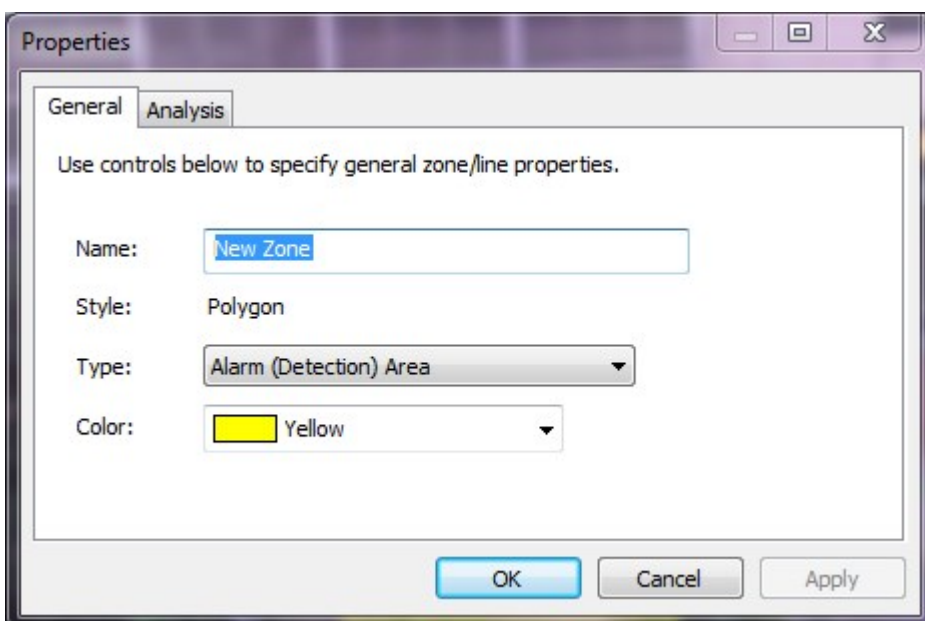 Properties
General Analysis
Use controls below to specify general zone/line properties.
Name: New Zone
Style: Polygon
Type: Alarm (Detection) Area
Color: Yellow
OK Cancel Apply